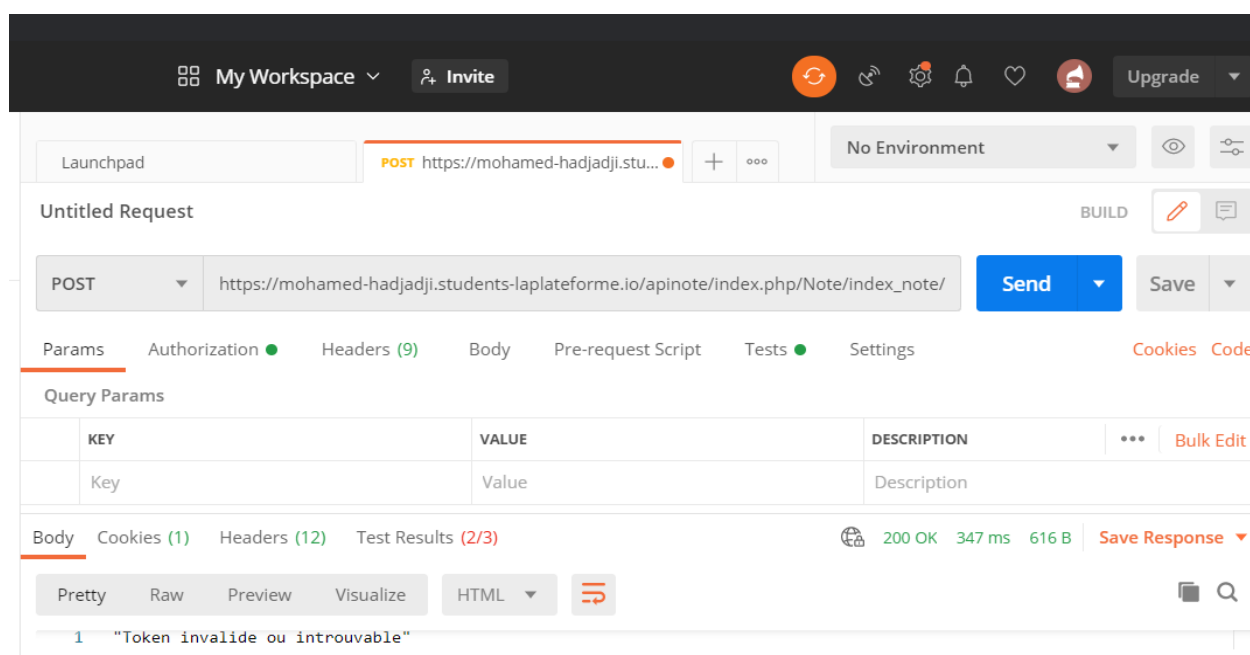 My Workspace Invite Upgrade
Launchpad POST https://mohamed-hadjadji.stu... No Environment
Untitled Request BUILD
POST https://mohamed-hadjadji.students-laplateforme.io/apinote/index.php/Note/index_note/ Send Save
Params Authorization Headers (9) Body Pre-request Script Tests Settings Cookies Code
Query Params
KEY VALUE DESCRIPTION Bulk Edit
Key Value Description
Body Cookies (1) Headers (12) Test Results (2/3) 200 OK 347 ms 616 B Save Response
Pretty Raw Preview Visualize HTML
1 "Token invalide ou introuvable"